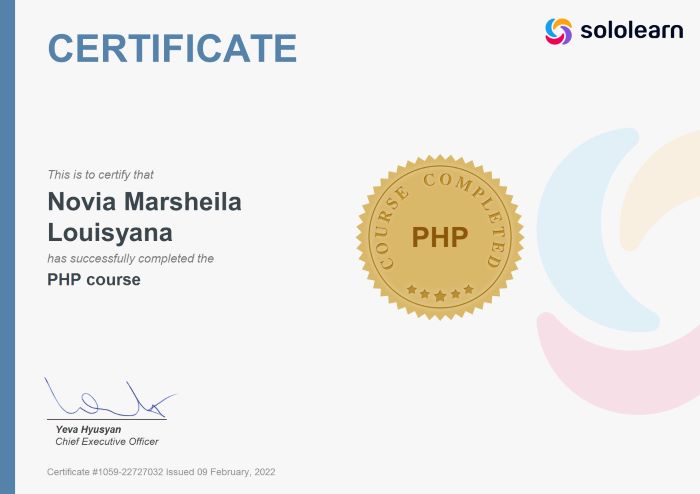 CERTIFICATE
sololearn
This is to certify that
Novia Marsheila
Louisyana
has successfully completed the
PHP course
COURSE COMPLETED
PHP
Yeva Hyusyan
Chief Executive Officer
Certificate #1059-22727032 Issued 09 February, 2022